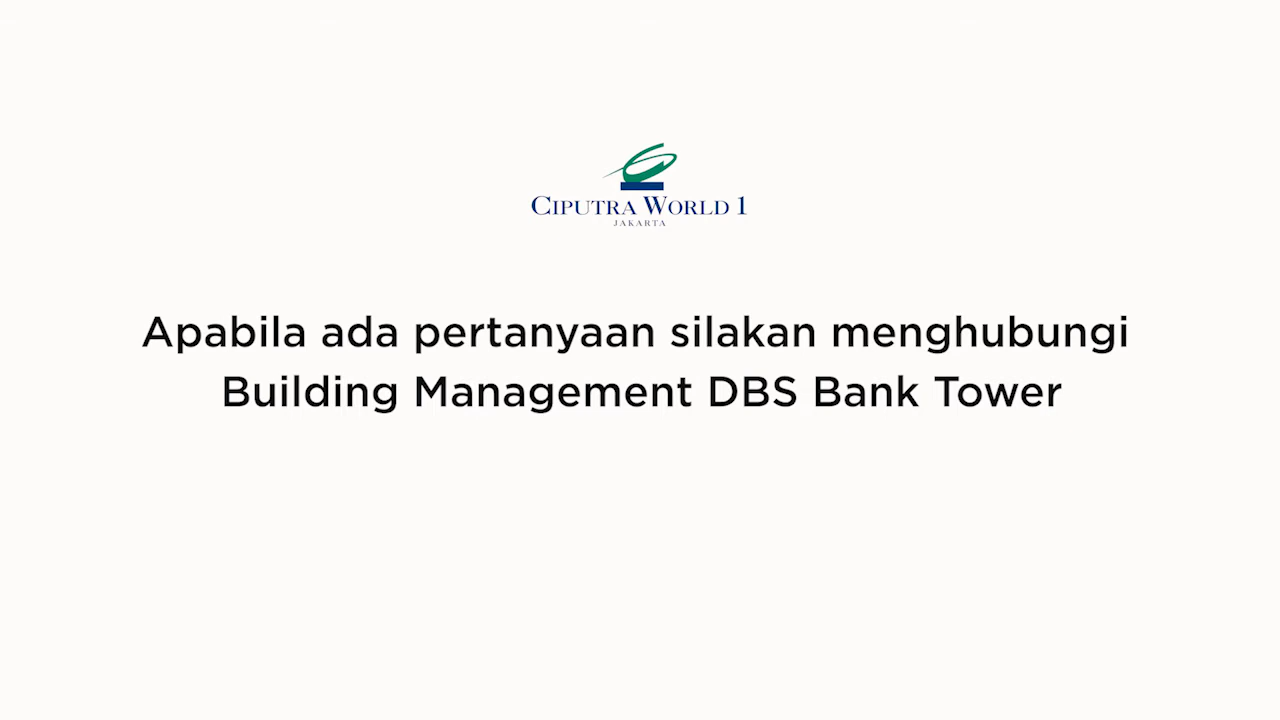 CIPUTRA WORLD 1
JAKARTA
Apabila ada pertanyaan silakan menghubungi
Building Management DBS Bank Tower